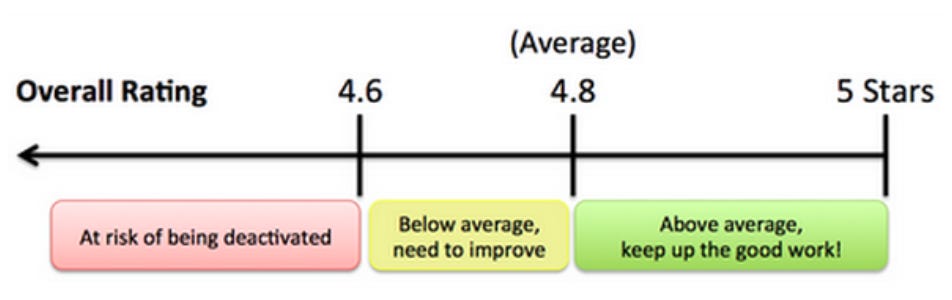 (Average)
Overall Rating 4.6 4.8 5 Stars
At risk of being deactivated
Below average,
need to improve
Above average,
keep up the good work!